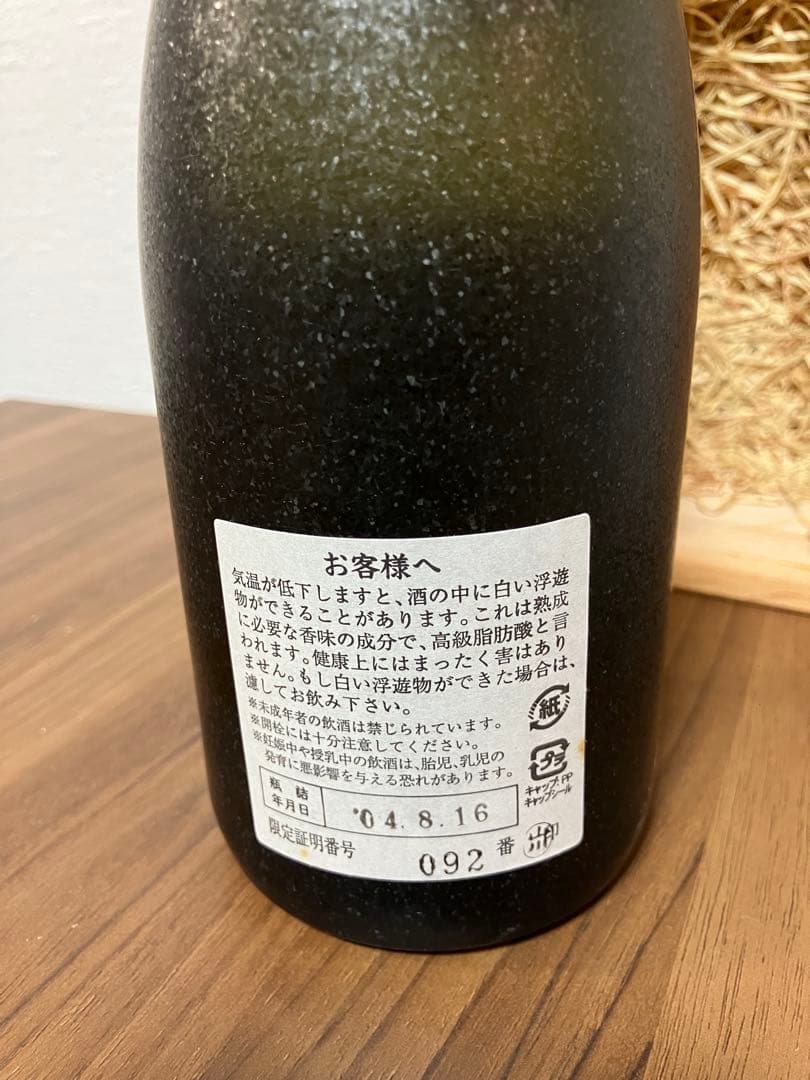 お客様へ
気温が低下しますと、酒の中に白い浮遊
物ができることがあります。これは熟成
に必要な香味の成分で、高級脂肪酸と言
われます。健康上にはまったく害はあり
ません。もし白い浮遊物ができた場合は、
濾してお飲み下さい。
※未成年者の飲酒は禁じられています。
※開栓には十分注意してください。
※妊娠中や授乳中の飲酒は、胎児、乳児の
発育に悪影響を与える恐れがあります。
紙
プラ
キャップ:PP
キャップシール
瓶詰
年月日
'04.8.16
限定証明番号
092 番
印